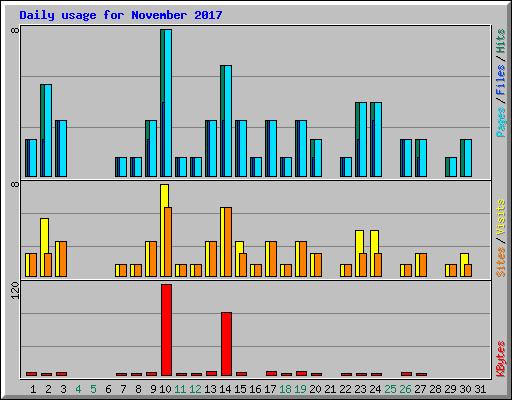 Daily usage for November 2017
8
Pages / Files / Hits
8
Sites / Visits
120
KBytes
1 2 3 4 5 6 7 8 9 10 11 12 13 14 15 16 17 18 19 20 21 22 23 24 25 26 27 28 29 30 31